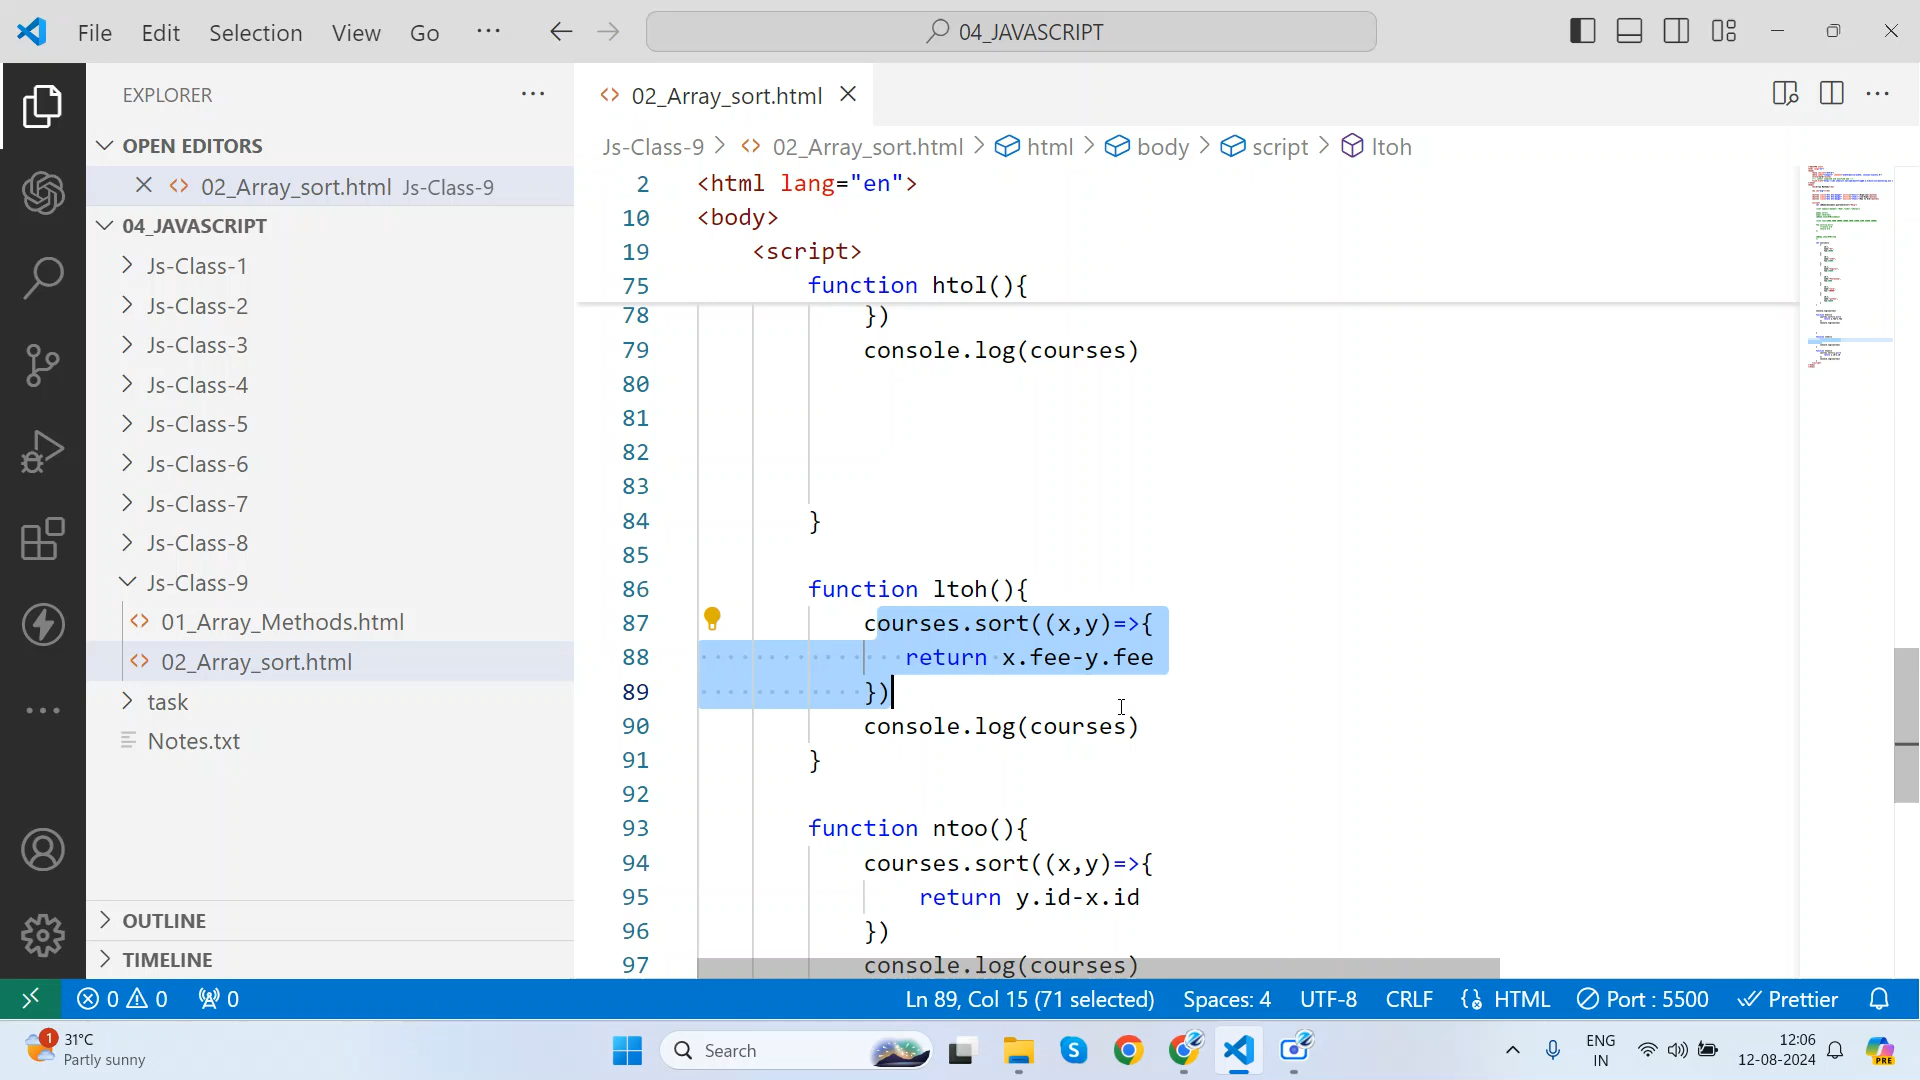 File Edit Selection View Go ··· 04_JAVASCRIPT
EXPLORER ···
OPEN EDITORS
02_Array_sort.html Js-Class-9
04_JAVASCRIPT
Js-Class-1
Js-Class-2
Js-Class-3
Js-Class-4
Js-Class-5
Js-Class-6
Js-Class-7
Js-Class-8
Js-Class-9
01_Array_Methods.html
02_Array_sort.html
task
Notes.txt
OUTLINE
TIMELINE
02_Array_sort.html
Js-Class-9 > 02_Array_sort.html > html > body > script > ltoh
2 <html lang="en">
10 <body>
19 <script>
75 function htol(){
78 })
79 console.log(courses)
80
81
82
83
84 }
85
86 function ltoh(){
87 courses.sort((x,y)=>{
88 return x.fee-y.fee
89 })
90 console.log(courses)
91 }
92
93 function ntoo(){
94 courses.sort((x,y)=>{
95 return y.id-x.id
96 })
97 console.log(courses)
0 0 0 Ln 89, Col 15 (71 selected) Spaces: 4 UTF-8 CRLF HTML Port : 5500 Prettier
1 31°C
Partly sunny
Search
ENG
IN
12:06
12-08-2024
PRE